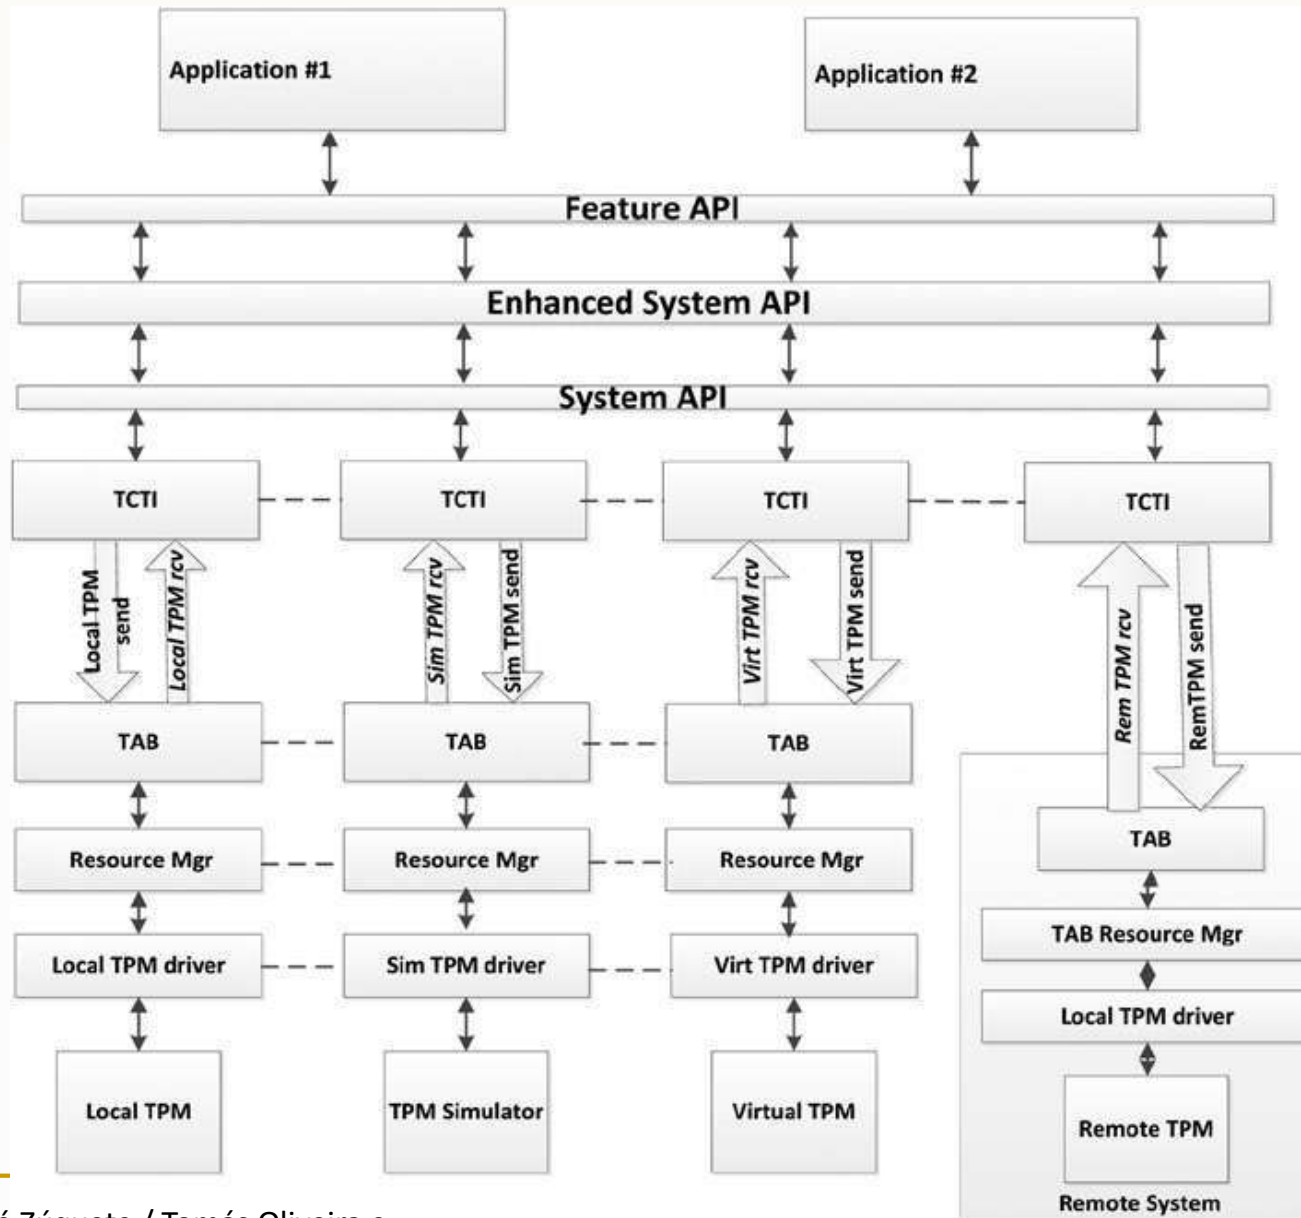 Application #1
Application #2
Feature API
Enhanced System API
System API
TCTI
TCTI
TCTI
TCTI
Local TPM
send
Local TPM rcv
Sim TPM rcv
Sim TPM send
Virt TPM rcv
Virt TPM send
Rem TPM rcv
RemTPM send
TAB
TAB
TAB
TAB
Resource Mgr
Resource Mgr
Resource Mgr
TAB Resource Mgr
Local TPM driver
Sim TPM driver
Virt TPM driver
Local TPM driver
Local TPM
TPM Simulator
Virtual TPM
Remote TPM
Remote System
/ Tomás Oliveira e